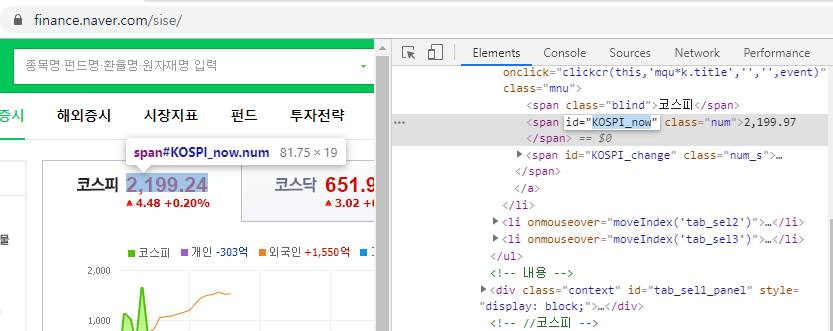 finance.naver.com/sise/
종목명·펀드명·환율명·원자재명 입력
증시 해외증시 시장지표 펀드 투자전략
span#KOSPI_now.num 81.75 × 19
코스피 2,199.24
4.48 +0.20%
코스닥 651.9
3.02 +0
물
코스피 개인 -303억 외국인 +1,550억
2,000
1,000
Elements Console Sources Network Performance
onclick="clickcr(this,'mqu*k.title','','',event)"
class="mnu">
<span class="blind">코스피</span>
<span id="KOSPI_now" class="num">2,199.97
</span> == $0
<span id="KOSPI_change" class="num_s">…
</span>
</a>
</li>
<li onmouseover="moveIndex('tab_sel2')">…</li>
<li onmouseover="moveIndex('tab_sel3')">…</li>
</ul>
<!-- 내용 -->
<div class="context" id="tab_sel1_panel" style=
"display: block;">…</div>
<!-- //코스피 -->